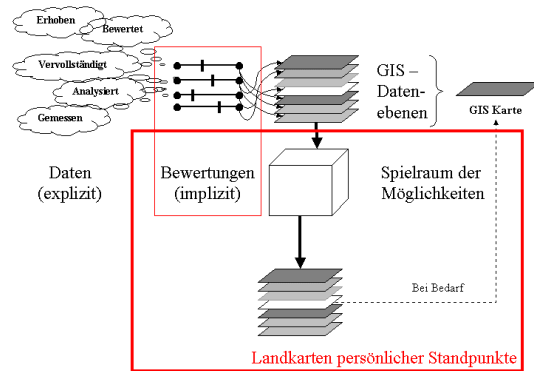 Erhoben
Bewertet
Vervollständigt
Analysiert
Gemessen
GIS –
Daten-
ebenen
GIS Karte
Daten
(explizit)
Bewertungen
(implizit)
Spielraum der
Möglichkeiten
Bei Bedarf
Landkarten persönlicher Standpunkte